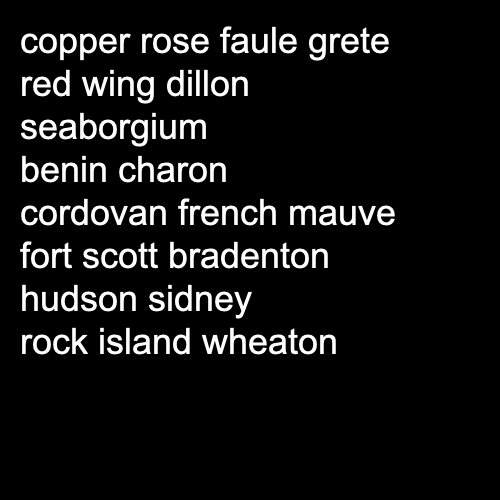 copper rose faule grete
red wing dillon
seaborgium
benin charon
cordovan french mauve
fort scott bradenton
hudson sidney
rock island wheaton